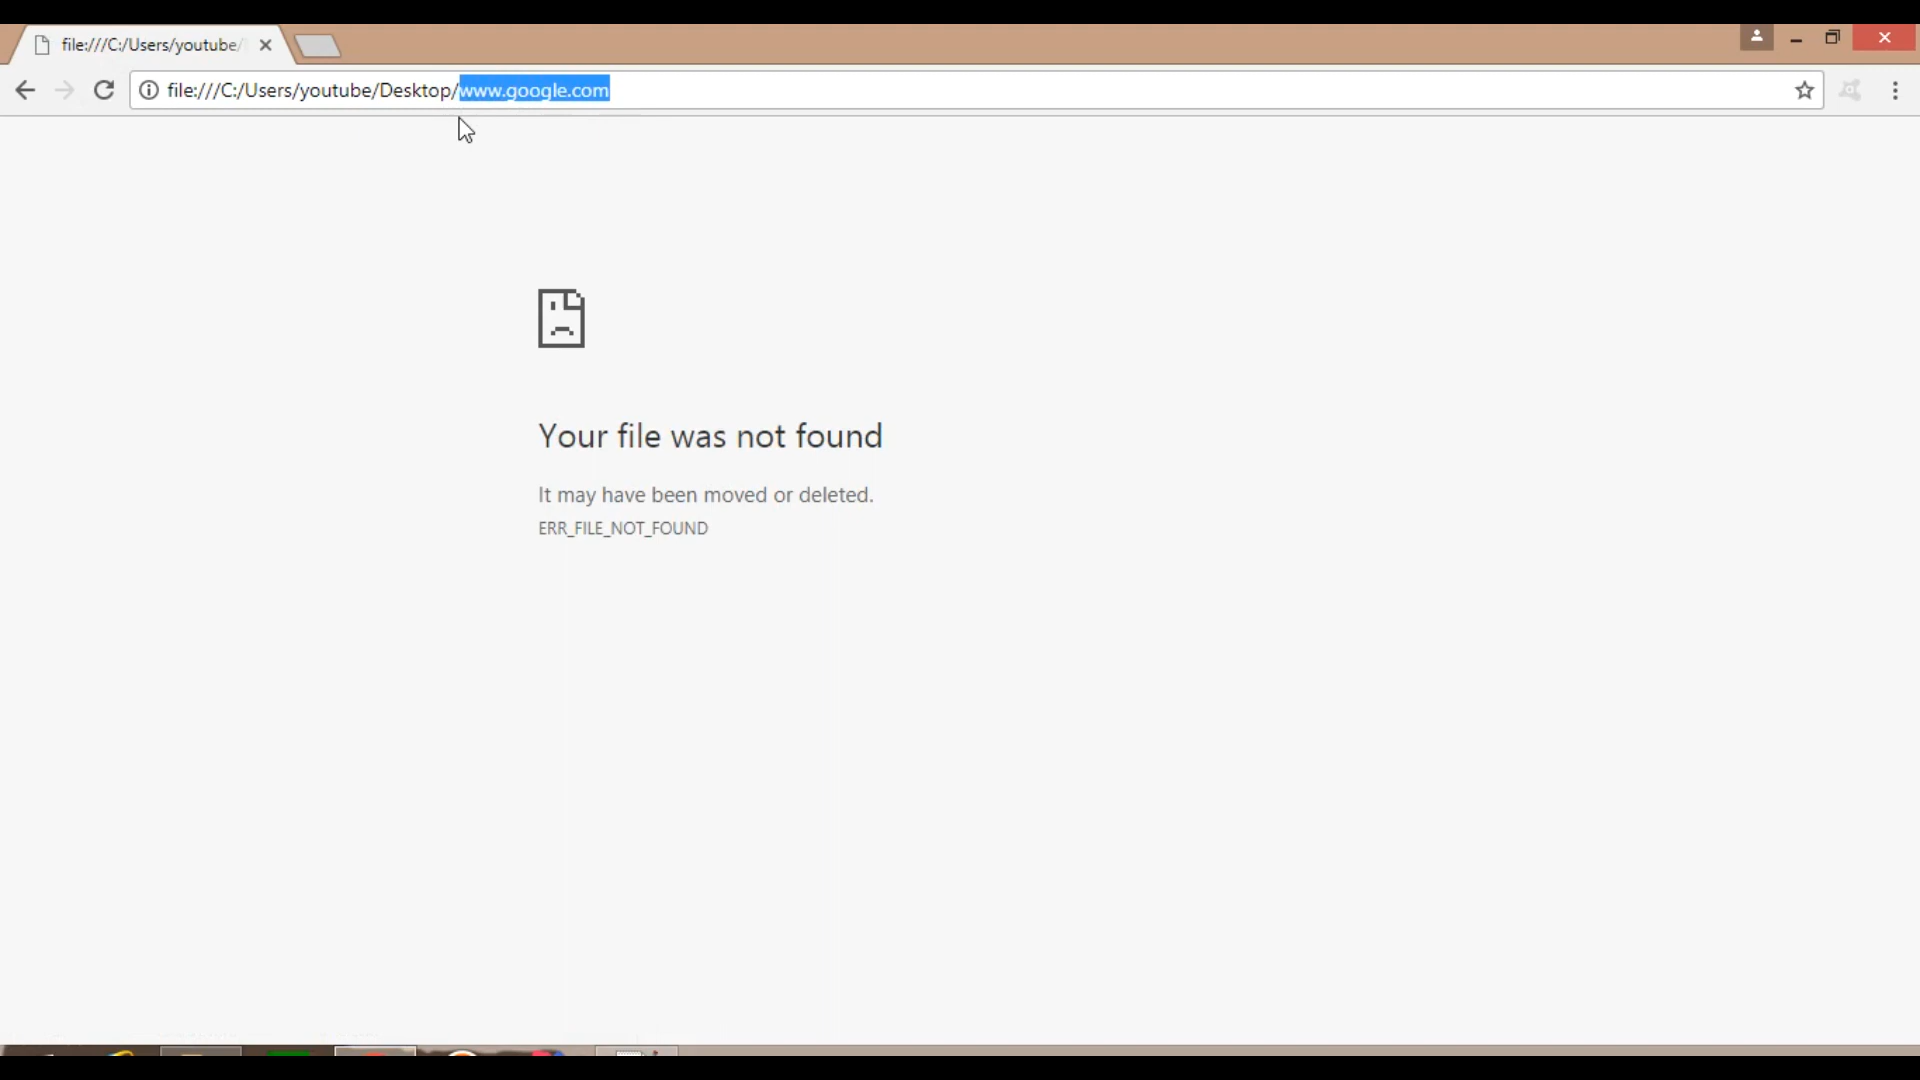 file:///C:/Users/youtube/
file:///C:/Users/youtube/Desktop/www.google.com
Your file was not found
It may have been moved or deleted.
ERR_FILE_NOT_FOUND